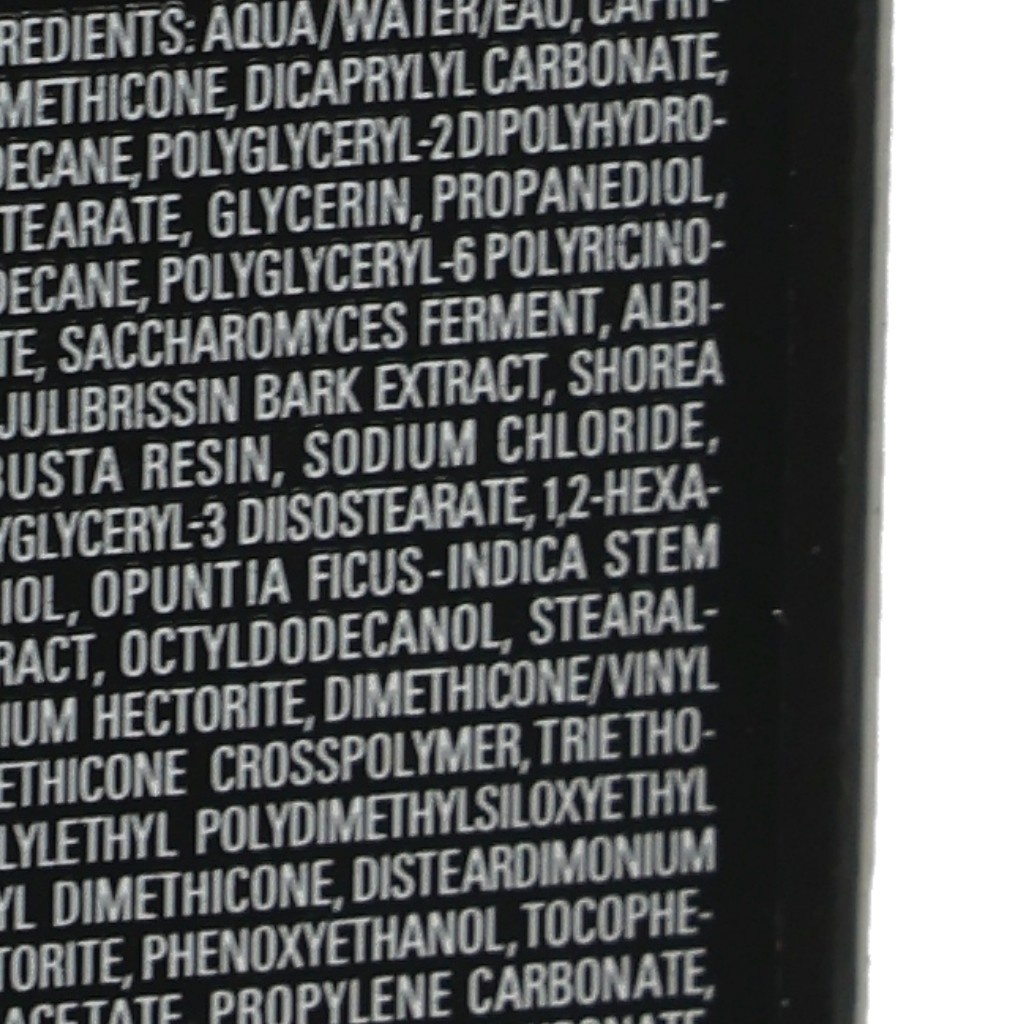 REDIENTS: AQUA/WATER/EAU, CAPRI-
METHICONE, DICAPRYLYL CARBONATE,
DECANE, POLYGLYCERYL-2 DIPOLYHYDRO-
TEARATE, GLYCERIN, PROPANEDIOL,
DECANE, POLYGLYCERYL-6 POLYRICINO-
TE, SACCHAROMYCES FERMENT, ALBI-
JULIBRISSIN BARK EXTRACT, SHOREA
BUSTA RESIN, SODIUM CHLORIDE,
YGLYCERYL-3 DIISOSTEARATE, 1,2-HEXA-
IOL, OPUNTIA FICUS-INDICA STEM
RACT, OCTYLDODECANOL, STEARAL-
IUM HECTORITE, DIMETHICONE/VINYL
ETHICONE CROSSPOLYMER, TRIETHO-
LYLETHYL POLYDIMETHYLSILOXYETHYL
YL DIMETHICONE, DISTEARDIMONIUM
TORITE, PHENOXYETHANOL, TOCOPHE-
ACETATE, PROPYLENE CARBONATE,